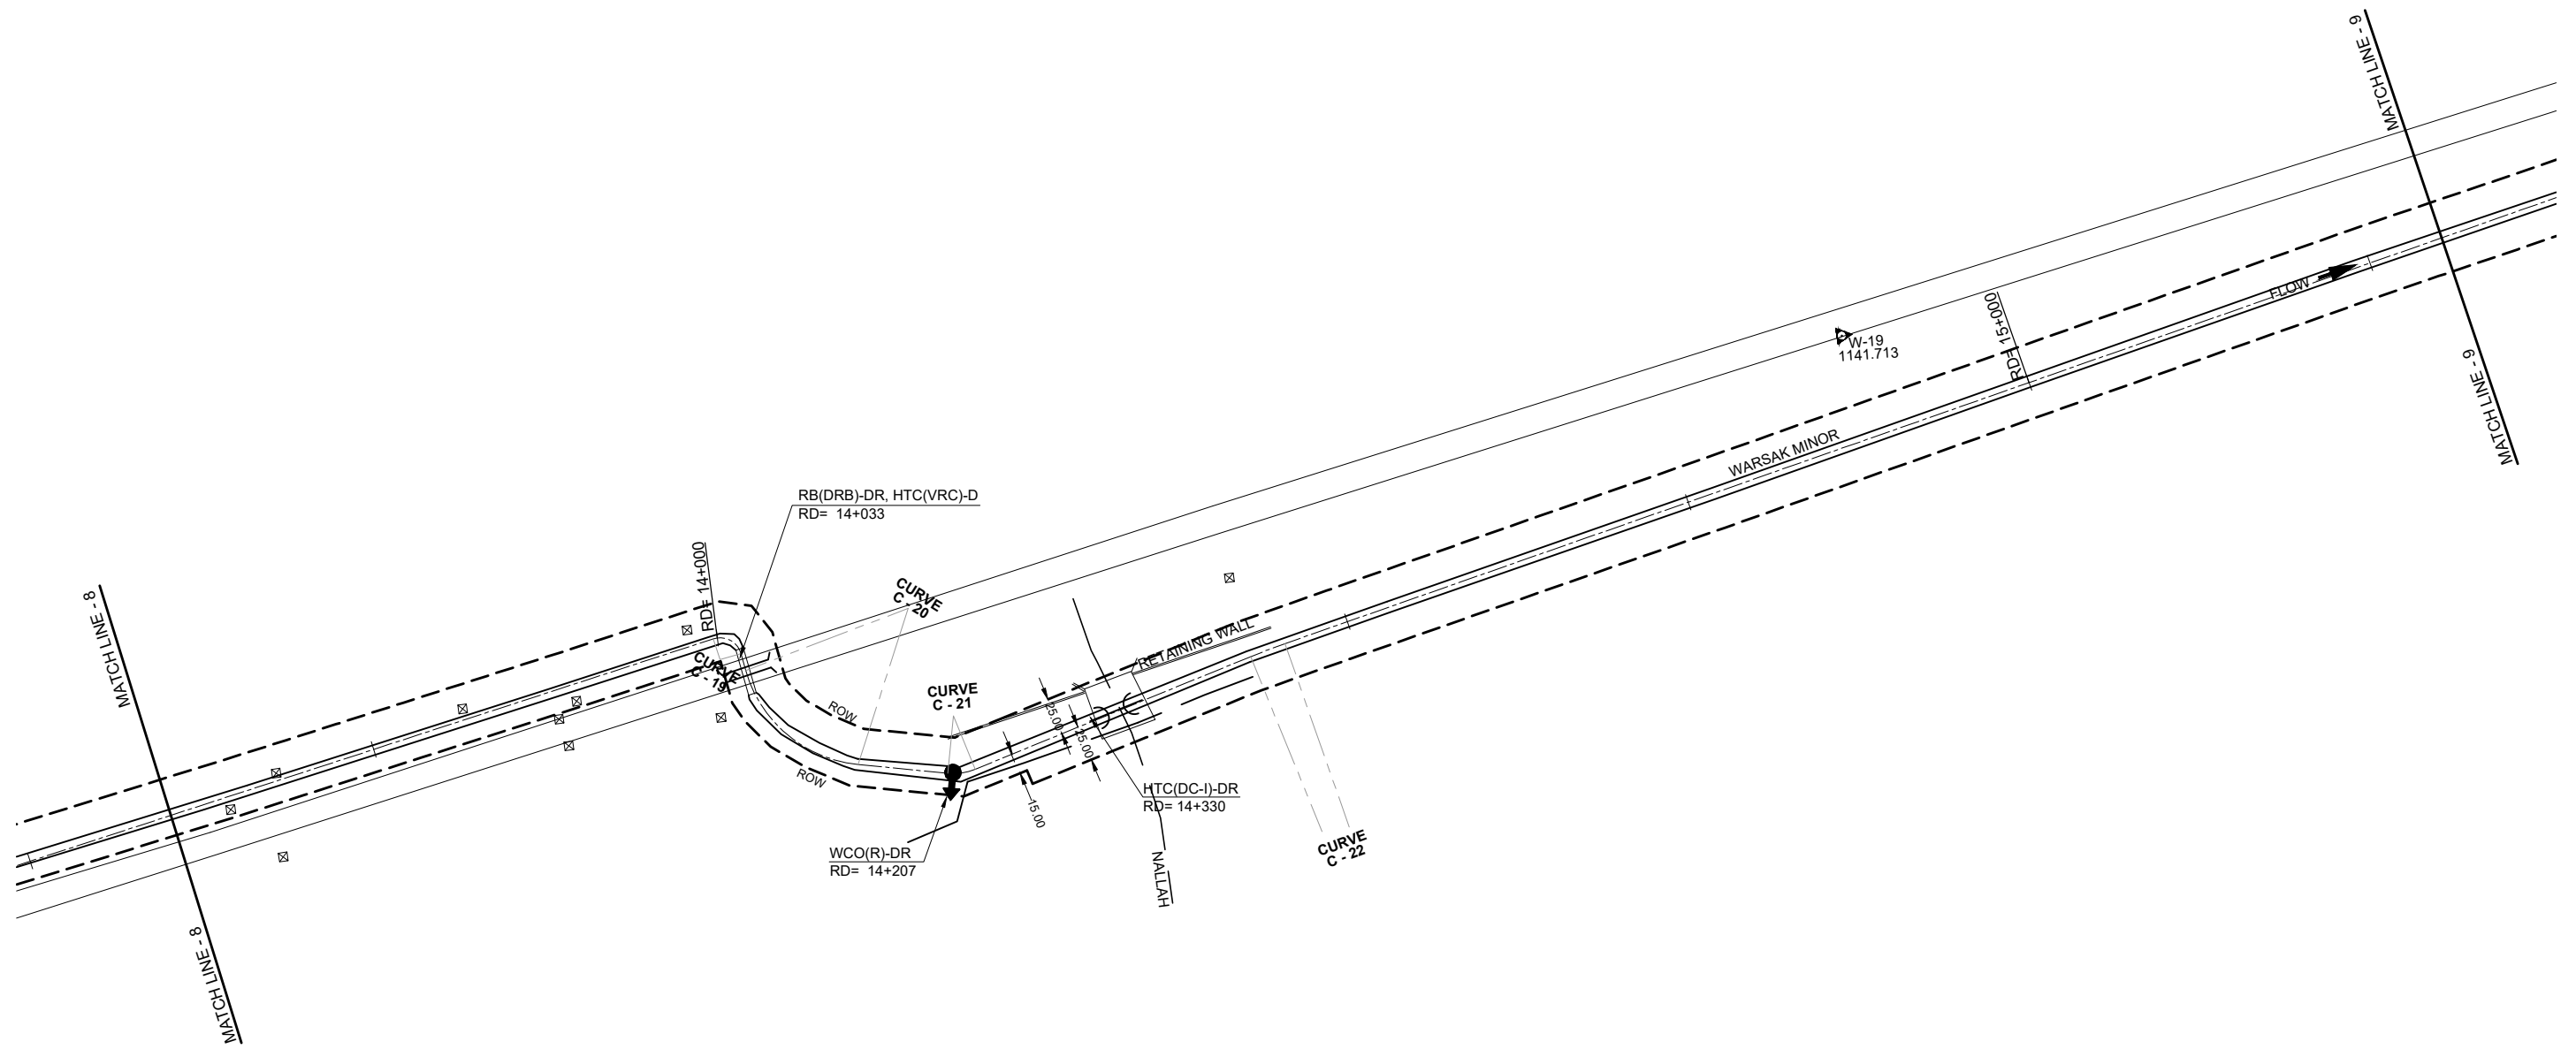 MATCH LINE - 9
MATCH LINE - 9
FLOW
RD= 15+000
W-19
1141.713
WARSAK MINOR
RB(DRB)-DR, HTC(VRC)-D
RD= 14+033
RD= 14+000
CURVE
C - 20
CURVE
C - 19
MATCH LINE - 8
MATCH LINE - 8
RETAINING WALL
CURVE
C - 21
ROW
ROW
25.00
25.00
15.00
HTC(DC-I)-DR
RD= 14+330
WCO(R)-DR
RD= 14+207
NALLAH
CURVE
C - 22